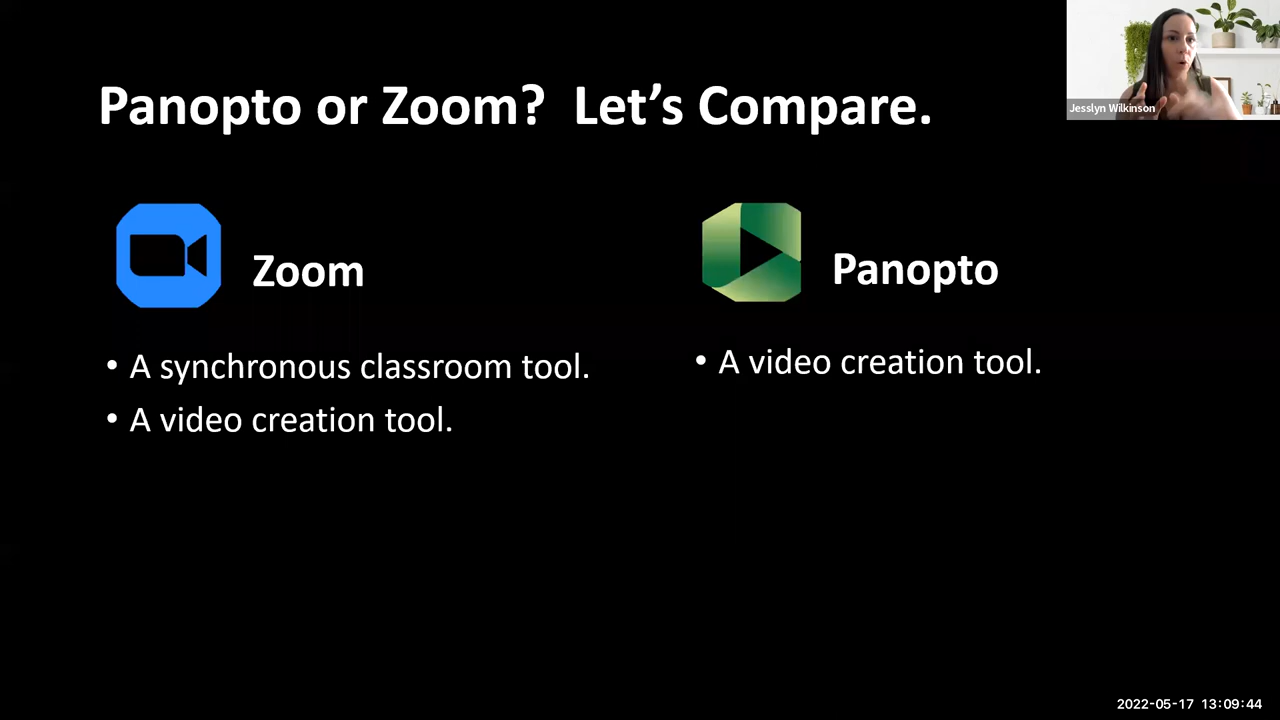 Panopto or Zoom?  Let’s Compare.
Jesslyn Wilkinson
Zoom
• A synchronous classroom tool.
• A video creation tool.
Panopto
• A video creation tool.
2022-05-17 13:09:44